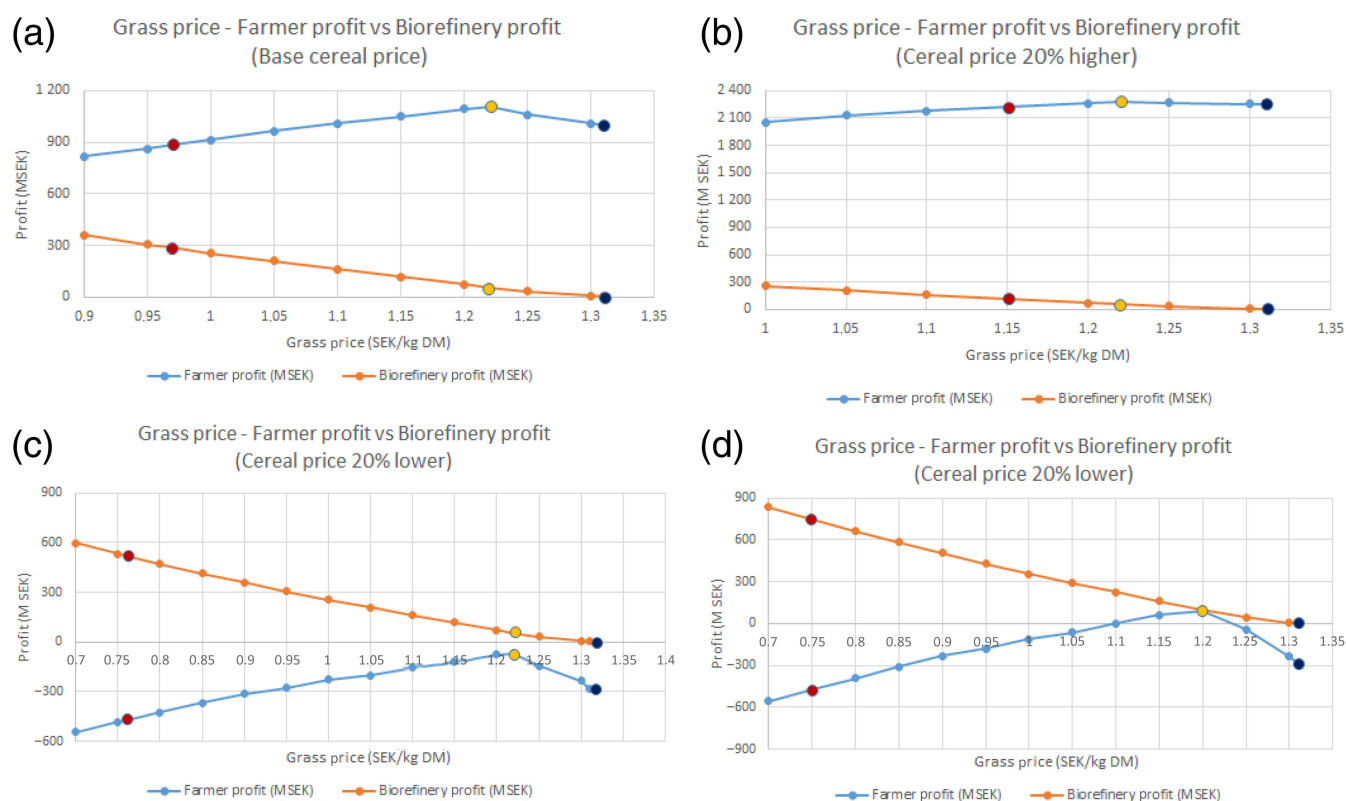 (a)
Grass price - Farmer profit vs Biorefinery profit
(Base cereal price)
1 200
900
600
300
0
Profit (MSEK)
0,9 0,95 1 1,05 1,1 1,15 1,2 1,25 1,3 1,35
Grass price (SEK/kg DM)
Farmer profit (MSEK) Biorefinery profit (MSEK)
(b)
Grass price - Farmer profit vs Biorefinery profit
(Cereal price 20% higher)
2 400
2 100
1 800
1 500
1 200
900
600
300
0
Profit (M SEK)
1 1,05 1,1 1,15 1,2 1,25 1,3 1,35
Grass price (SEK/kg DM)
Farmer profit (MSEK) Biorefinery profit (MSEK)
(c)
Grass price - Farmer profit vs Biorefinery profit
(Cereal price 20% lower)
900
600
300
0
−300
−600
Profit (M SEK)
0.7 0.75 0.8 0.85 0.9 0.95 1 1.05 1.1 1.15 1.2 1.25 1.3 1.35 1.4
Grass price (SEK/kg DM)
Farmer profit (MSEK) Biorefinery profit (MSEK)
(d)
Grass price - Farmer profit vs Biorefinery profit
(Cereal price 20% lower)
900
600
300
0
−300
−600
−900
Profit (M SEK)
0.7 0.75 0.8 0.85 0.9 0.95 1 1.05 1.1 1.15 1.2 1.25 1.3 1.35
Grass price (SEK/kg DM)
Farmer profit (MSEK) Biorefinery profit (MSEK)